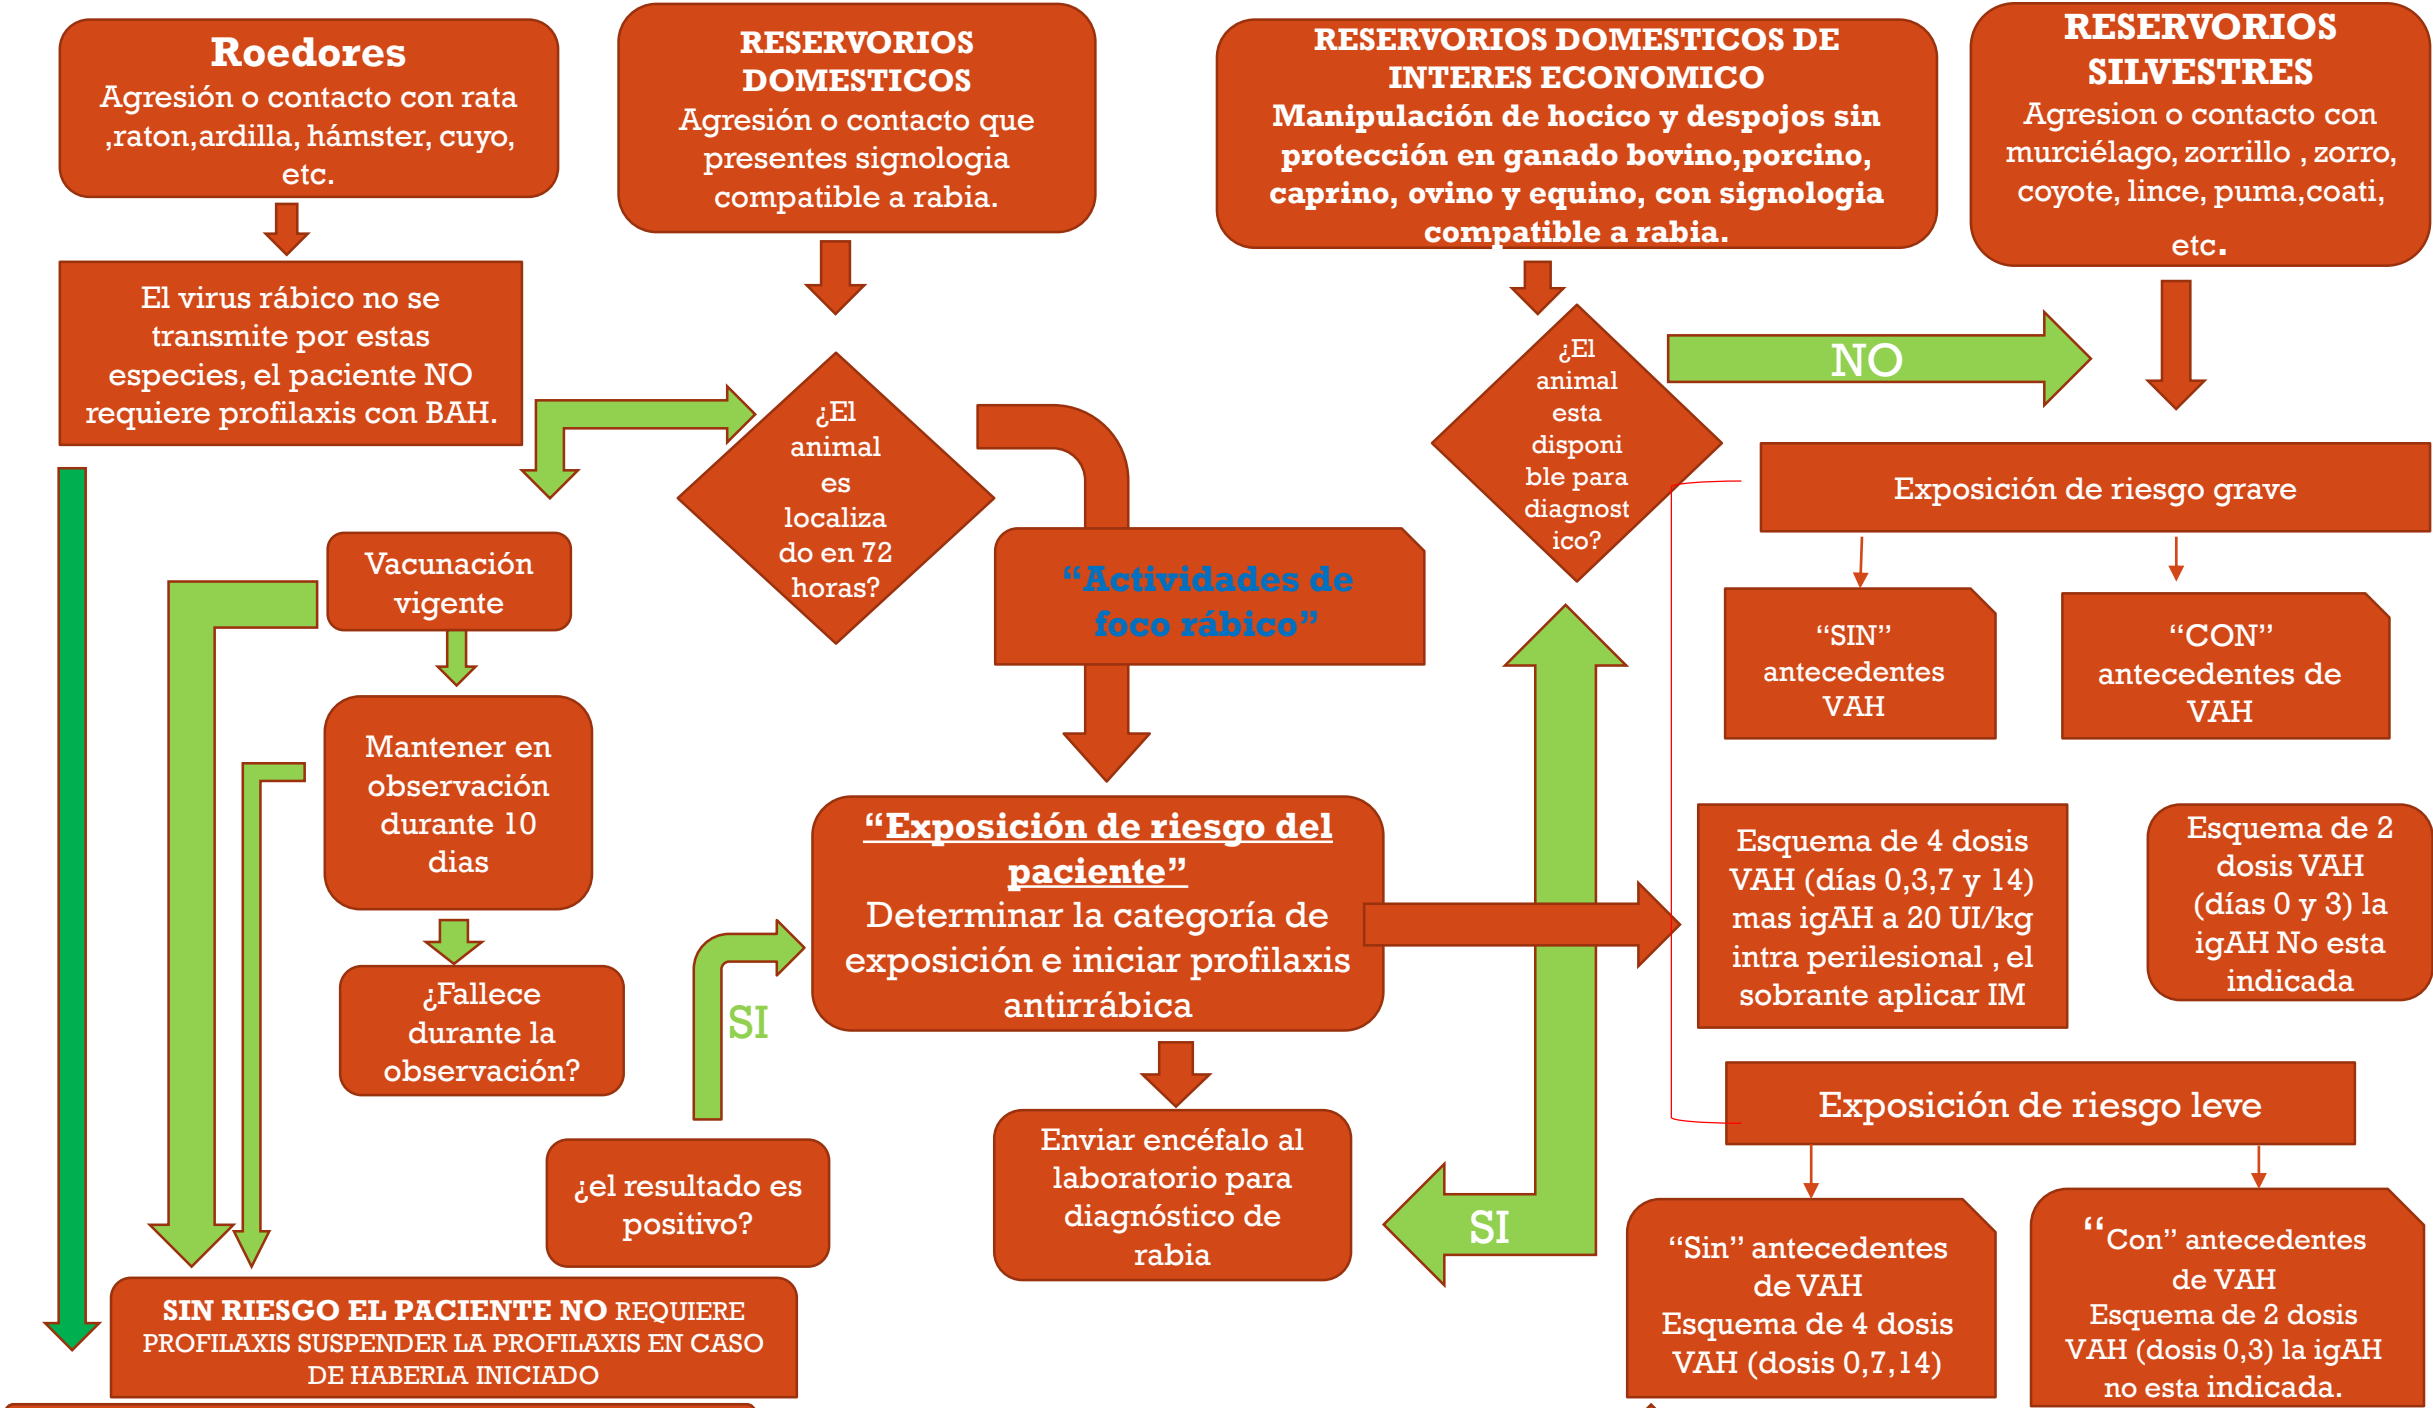 Roedores
Agresión o contacto con rata
,raton,ardilla, hámster, cuyo,
etc.
RESERVORIOS
DOMESTICOS
Agresión o contacto que
presentes signologia
compatible a rabia.
RESERVORIOS DOMESTICOS DE
INTERES ECONOMICO
Manipulación de hocico y despojos sin
protección en ganado bovino,porcino,
caprino, ovino y equino, con signologia
compatible a rabia.
RESERVORIOS
SILVESTRES
Agresion o contacto con
murciélago, zorrillo , zorro,
coyote, lince, puma,coati,
etc.
El virus rábico no se
transmite por estas
especies, el paciente NO
requiere profilaxis con BAH.
¿El
animal
es
localiza
do en 72
horas?
¿El
animal
esta
disponi
ble para
diagnost
ico?
NO
Exposición de riesgo grave
Vacunación
vigente
"Actividades de
foco rábico"
"SIN"
antecedentes
VAH
"CON"
antecedentes de
VAH
Mantener en
observación
durante 10
dias
"Exposición de riesgo del
paciente"
Determinar la categoría de
exposición e iniciar profilaxis
antirrábica
Esquema de 4 dosis
VAH (días 0,3,7 y 14)
mas igAH a 20 UI/kg
intra perilesional , el
sobrante aplicar IM
Esquema de 2
dosis VAH
(días 0 y 3) la
igAH No esta
indicada
¿Fallece
durante la
observación?
SI
Exposición de riesgo leve
¿el resultado es
positivo?
Enviar encéfalo al
laboratorio para
diagnóstico de
rabia
SI
"Sin" antecedentes
de VAH
Esquema de 4 dosis
VAH (dosis 0,7,14)
"Con" antecedentes
de VAH
Esquema de 2 dosis
VAH (dosis 0,3) la igAH
no esta indicada.
SIN RIESGO EL PACIENTE NO REQUIERE
PROFILAXIS SUSPENDER LA PROFILAXIS EN CASO
DE HABERLA INICIADO